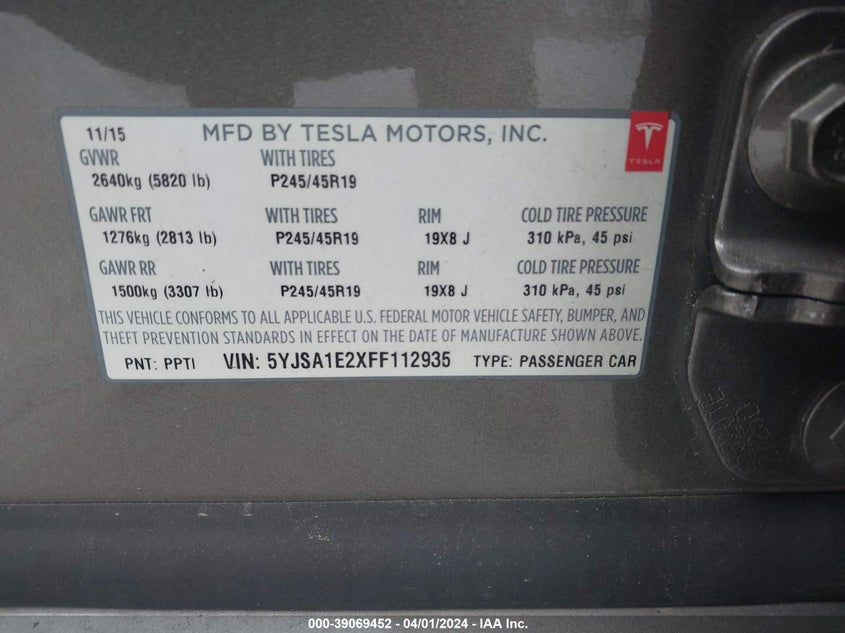 11/15 MFD BY TESLA MOTORS, INC.
TESLA
GVWR WITH TIRES
2640kg (5820 lb) P245/45R19
GAWR FRT WITH TIRES RIM COLD TIRE PRESSURE
1276kg (2813 lb) P245/45R19 19X8 J 310 kPa, 45 psi
GAWR RR WITH TIRES RIM COLD TIRE PRESSURE
1500kg (3307 lb) P245/45R19 19X8 J 310 kPa, 45 psi
THIS VEHICLE CONFORMS TO ALL APPLICABLE U.S. FEDERAL MOTOR VEHICLE SAFETY, BUMPER, AND
THEFT PREVENTION STANDARDS IN EFFECT ON THE DATE OF MANUFACTURE SHOWN ABOVE.
PNT: PPTI VIN: 5YJSA1E2XFF112935 TYPE: PASSENGER CAR
000-39069452 - 04/01/2024 - IAA Inc.